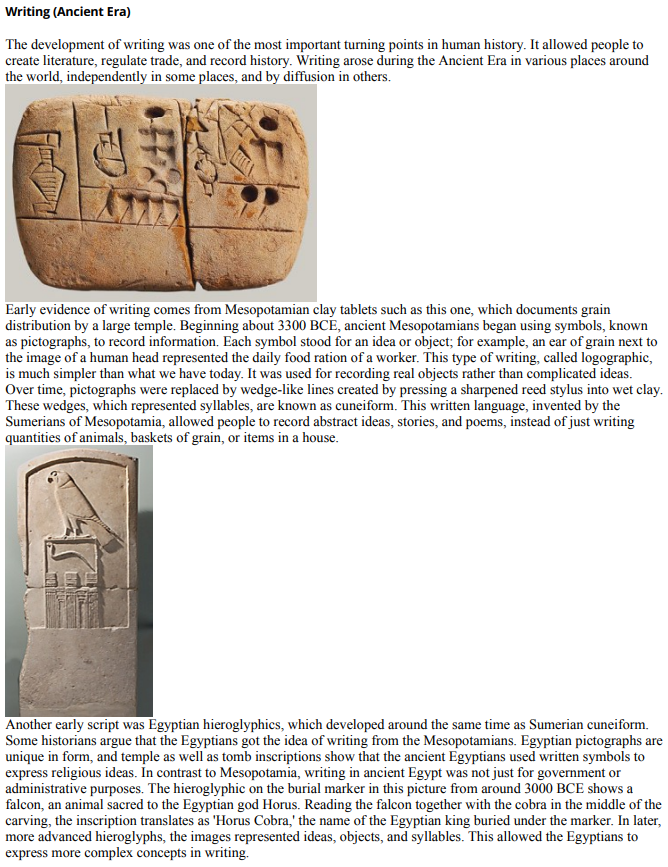 Writing (Ancient Era)
The development of writing was one of the most important turning points in human history. It allowed people to
create literature, regulate trade, and record history. Writing arose during the Ancient Era in various places around
the world, independently in some places, and by diffusion in others.
Early evidence of writing comes from Mesopotamian clay tablets such as this one, which documents grain
distribution by a large temple. Beginning about 3300 BCE, ancient Mesopotamians began using symbols, known
as pictographs, to record information. Each symbol stood for an idea or object; for example, an ear of grain next to
the image of a human head represented the daily food ration of a worker. This type of writing, called logographic,
is much simpler than what we have today. It was used for recording real objects rather than complicated ideas.
Over time, pictographs were replaced by wedge-like lines created by pressing a sharpened reed stylus into wet clay.
These wedges, which represented syllables, are known as cuneiform. This written language, invented by the
Sumerians of Mesopotamia, allowed people to record abstract ideas, stories, and poems, instead of just writing
quantities of animals, baskets of grain, or items in a house.
Another early script was Egyptian hieroglyphics, which developed around the same time as Sumerian cuneiform.
Some historians argue that the Egyptians got the idea of writing from the Mesopotamians. Egyptian pictographs are
unique in form, and temple as well as tomb inscriptions show that the ancient Egyptians used written symbols to
express religious ideas. In contrast to Mesopotamia, writing in ancient Egypt was not just for government or
administrative purposes. The hieroglyphic on the burial marker in this picture from around 3000 BCE shows a
falcon, an animal sacred to the Egyptian god Horus. Reading the falcon together with the cobra in the middle of the
carving, the inscription translates as 'Horus Cobra,' the name of the Egyptian king buried under the marker. In later,
more advanced hieroglyphs, the images represented ideas, objects, and syllables. This allowed the Egyptians to
express more complex concepts in writing.